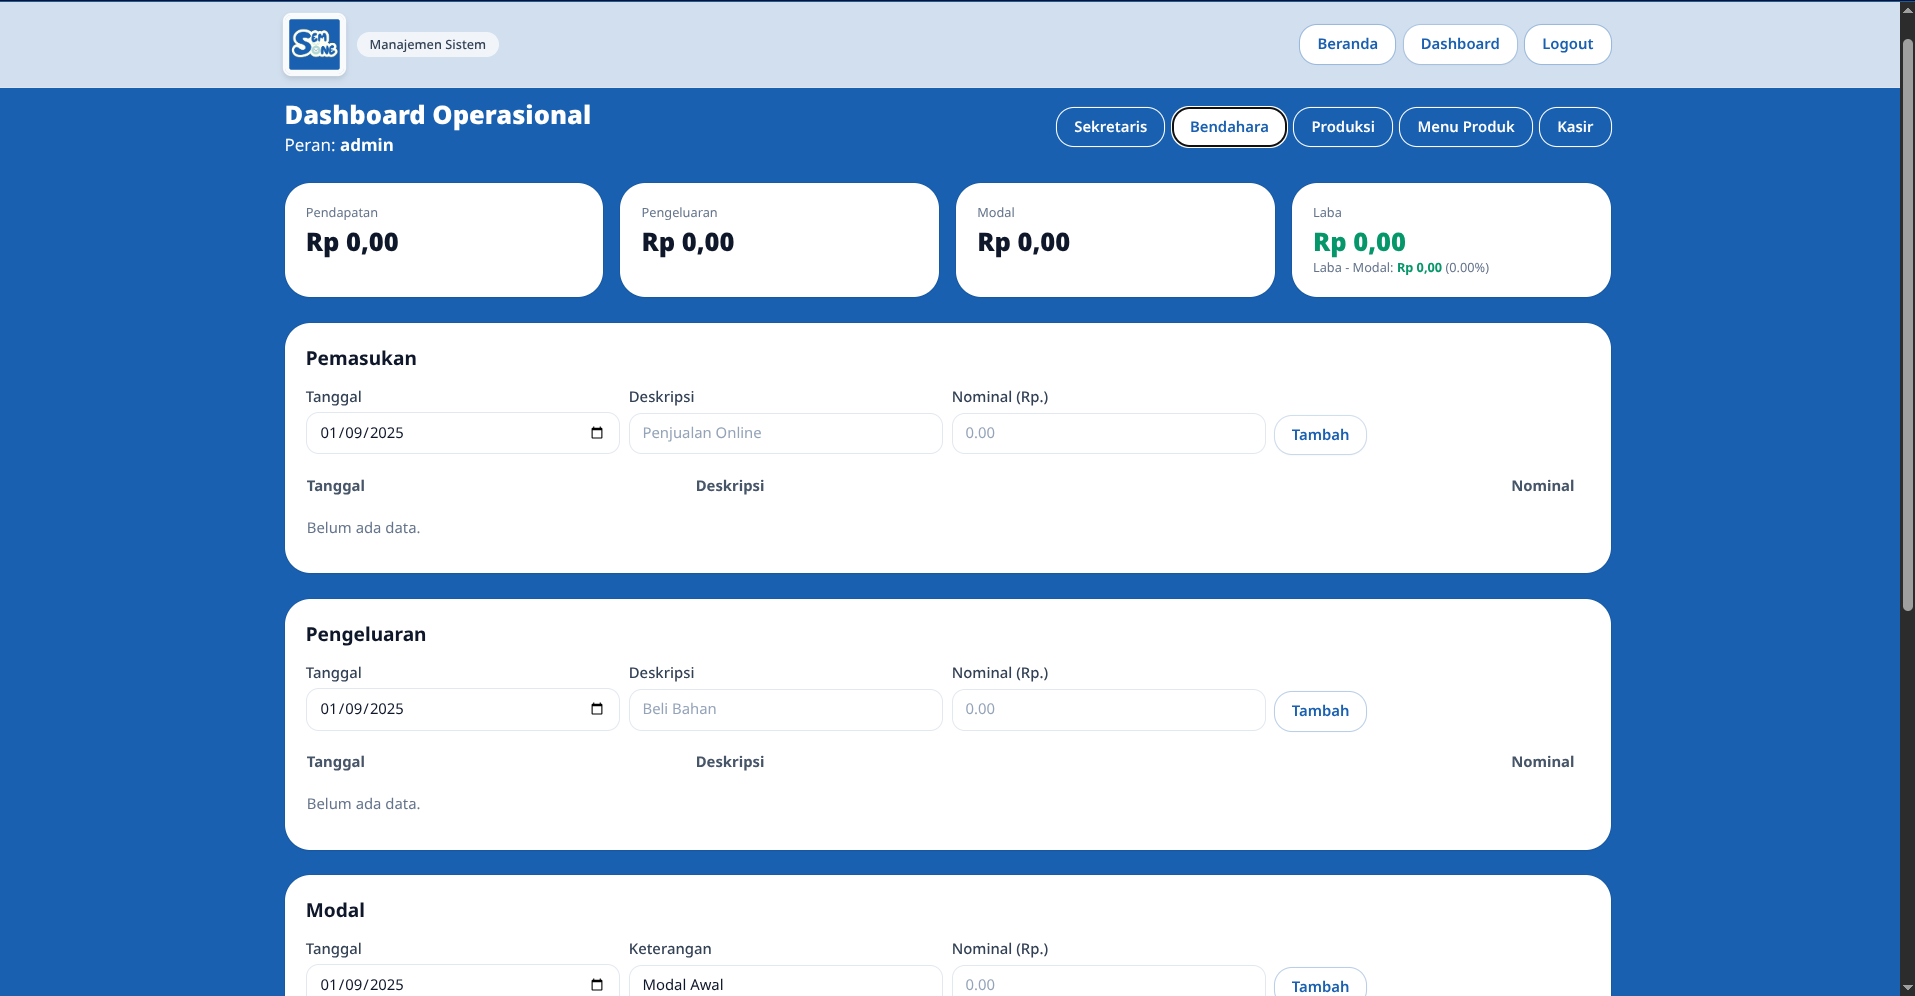 SEM
ONE
Manajemen Sistem
Beranda
Dashboard
Logout
Dashboard Operasional
Peran: admin
Sekretaris
Bendahara
Produksi
Menu Produk
Kasir
Pendapatan
Rp 0,00
Pengeluaran
Rp 0,00
Modal
Rp 0,00
Laba
Rp 0,00
Laba - Modal: Rp 0,00 (0.00%)
Pemasukan
Tanggal Deskripsi Nominal (Rp.)
01/09/2025 Penjualan Online 0.00 Tambah
Tanggal Deskripsi Nominal
Belum ada data.
Pengeluaran
Tanggal Deskripsi Nominal (Rp.)
01/09/2025 Beli Bahan 0.00 Tambah
Tanggal Deskripsi Nominal
Belum ada data.
Modal
Tanggal Keterangan Nominal (Rp.)
01/09/2025 Modal Awal 0.00 Tambah